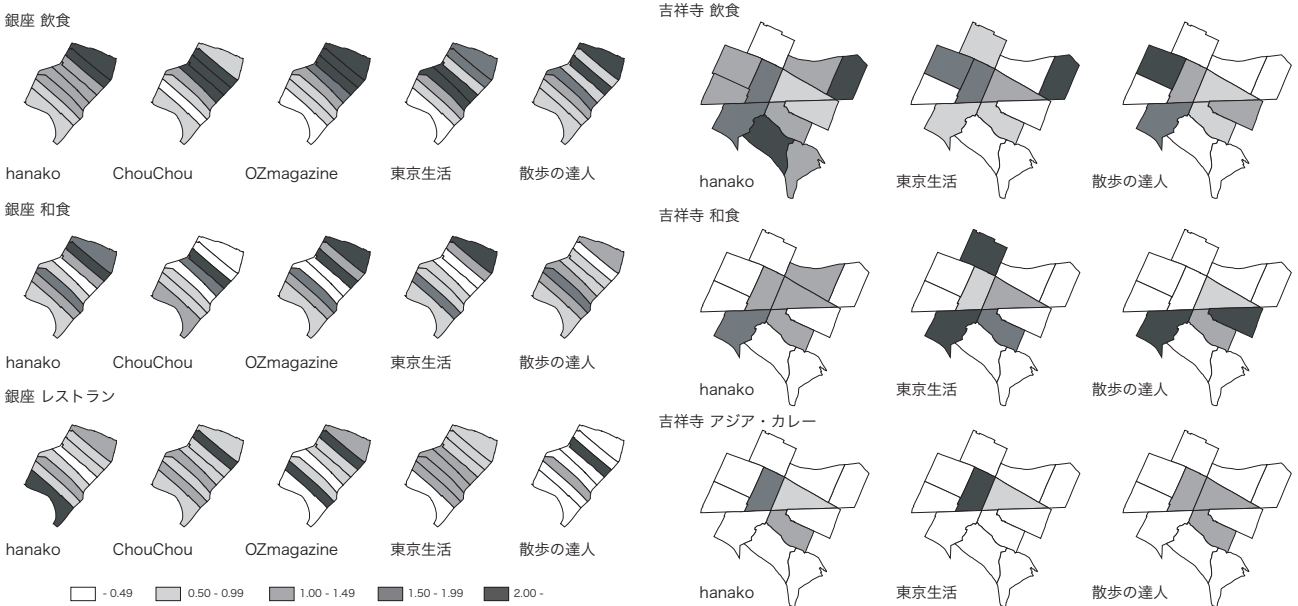 銀座 飲食
hanako ChouChou OZmagazine 東京生活 散歩の達人
銀座 和食
hanako ChouChou OZmagazine 東京生活 散歩の達人
銀座 レストラン
hanako ChouChou OZmagazine 東京生活 散歩の達人
- 0.49 0.50 - 0.99 1.00 - 1.49 1.50 - 1.99 2.00 -
吉祥寺 飲食
hanako 東京生活 散歩の達人
吉祥寺 和食
hanako 東京生活 散歩の達人
吉祥寺 アジア・カレー
hanako 東京生活 散歩の達人